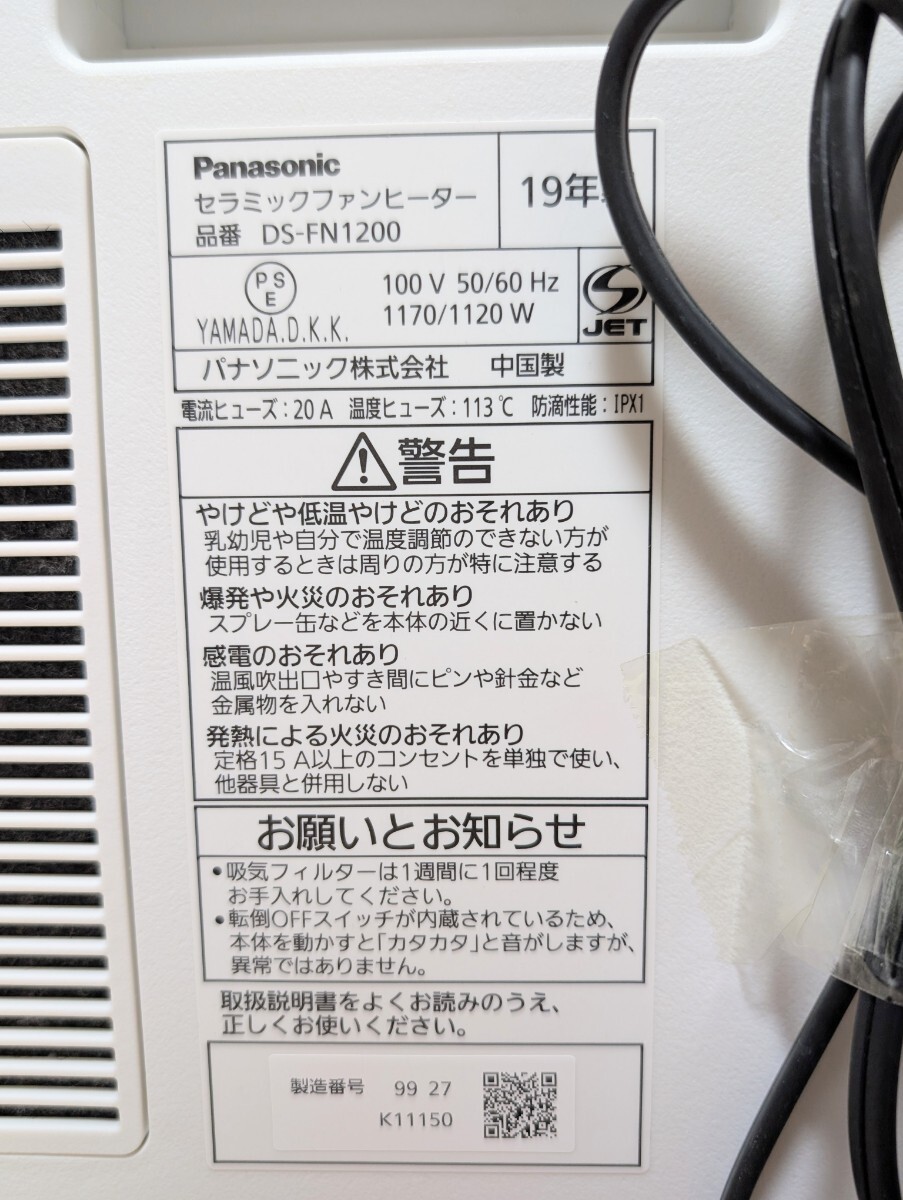 Panasonic
セラミックファンヒーター
品番 DS-FN1200
19年
PS
E
YAMADA.D.K.K.
100 V 50/60 Hz
1170/1120 W
JET
パナソニック株式会社 中国製
電流ヒューズ：20 A 温度ヒューズ：113℃ 防滴性能：IPX1
警告
やけどや低温やけどのおそれあり
乳幼児や自分で温度調節のできない方が
使用するときは周りの方が特に注意する
爆発や火災のおそれあり
スプレー缶などを本体の近くに置かない
感電のおそれあり
温風吹出口やすき間にピンや針金など
金属物を入れない
発熱による火災のおそれあり
定格15 A以上のコンセントを単独で使い、
他器具と併用しない
お願いとお知らせ
●吸気フィルターは1週間に1回程度
お手入れしてください。
●転倒OFFスイッチが内蔵されているため、
本体を動かすと「カタカタ」と音がしますが、
異常ではありません。
取扱説明書をよくお読みのうえ、
正しくお使いください。
製造番号 99 27
K11150